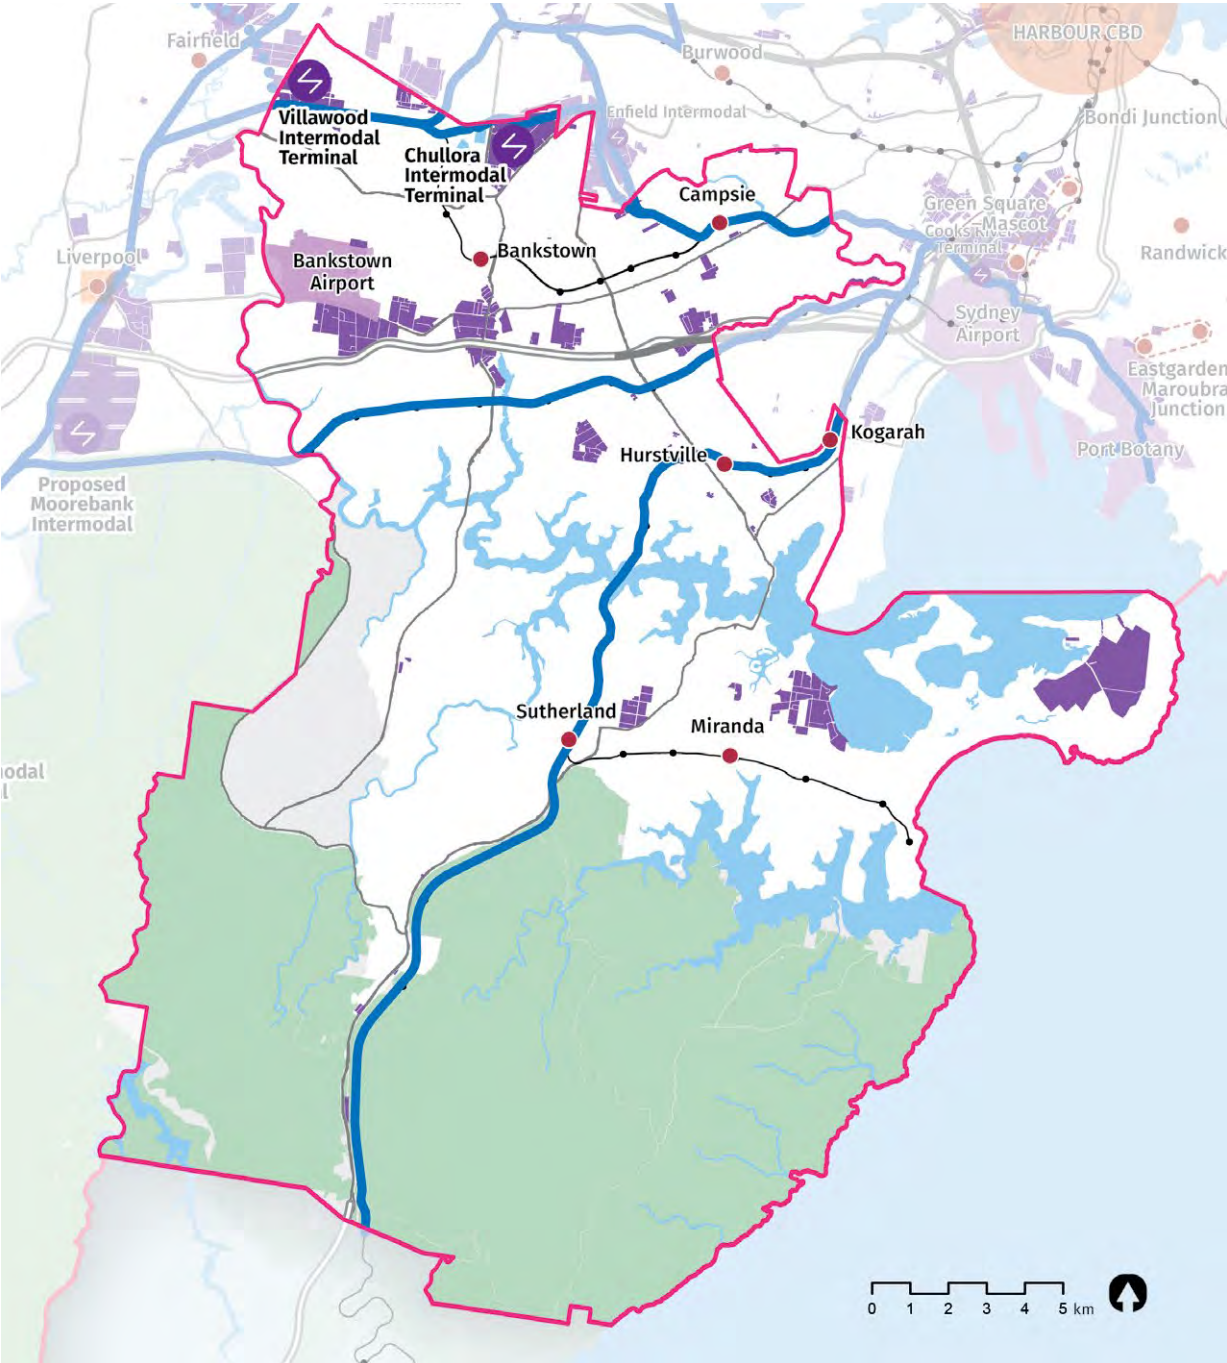 HARBOUR CBD
Fairfield
Burwood
Enfield Intermodal
Bondi Junction
Villawood
Intermodal
Terminal
Chullora
Intermodal
Terminal
Campsie
Green Square
Mascot
Cooks River
Terminal
Randwick
Liverpool
Bankstown
Bankstown
Airport
Sydney
Airport
Eastgarden
Maroubra
Junction
Kogarah
Hurstville
Port Botany
Proposed
Moorebank
Intermodal
Sutherland
Miranda
odal
l
0 1 2 3 4 5 km